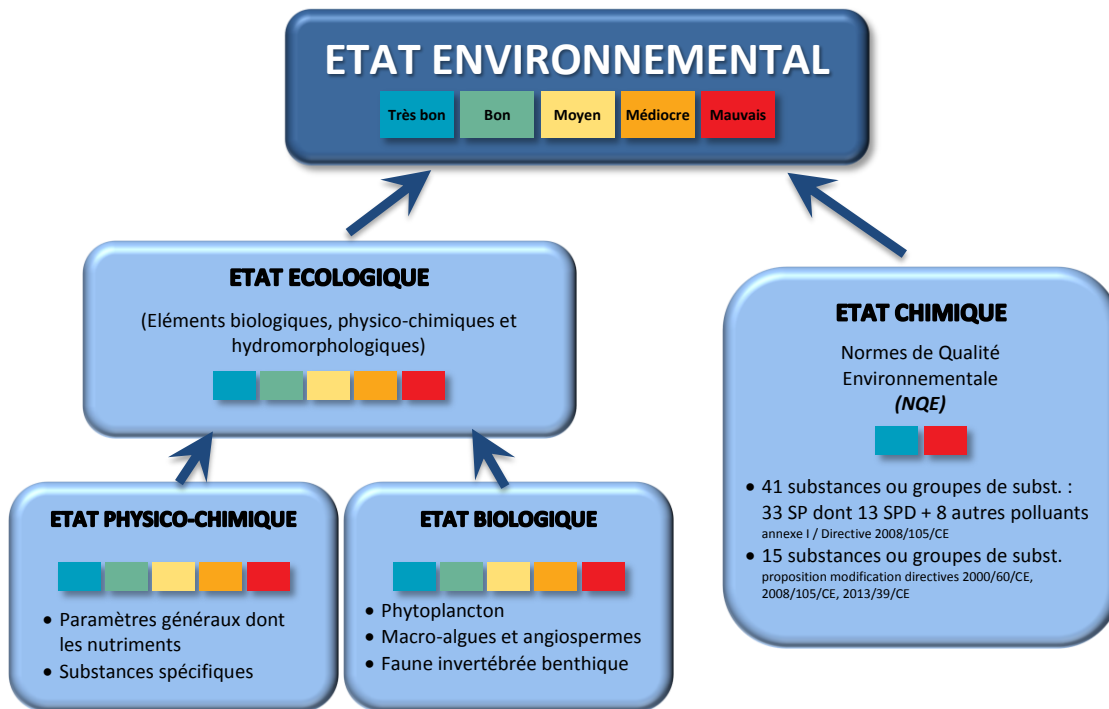 ETAT ENVIRONNEMENTAL
Très bon
Bon
Moyen
Médiocre
Mauvais
ETAT ECOLOGIQUE
(Eléments biologiques, physico-chimiques et
hydromorphologiques)
ETAT CHIMIQUE
Normes de Qualité
Environnementale
(NQE)
• 41 substances ou groupes de subst. :
33 SP dont 13 SPD + 8 autres polluants
annexe I / Directive 2008/105/CE
• 15 substances ou groupes de subst.
proposition modification directives 2000/60/CE,
2008/105/CE, 2013/39/CE
ETAT PHYSICO-CHIMIQUE
• Paramètres généraux dont
les nutriments
• Substances spécifiques
ETAT BIOLOGIQUE
• Phytoplancton
• Macro-algues et angiospermes
• Faune invertébrée benthique